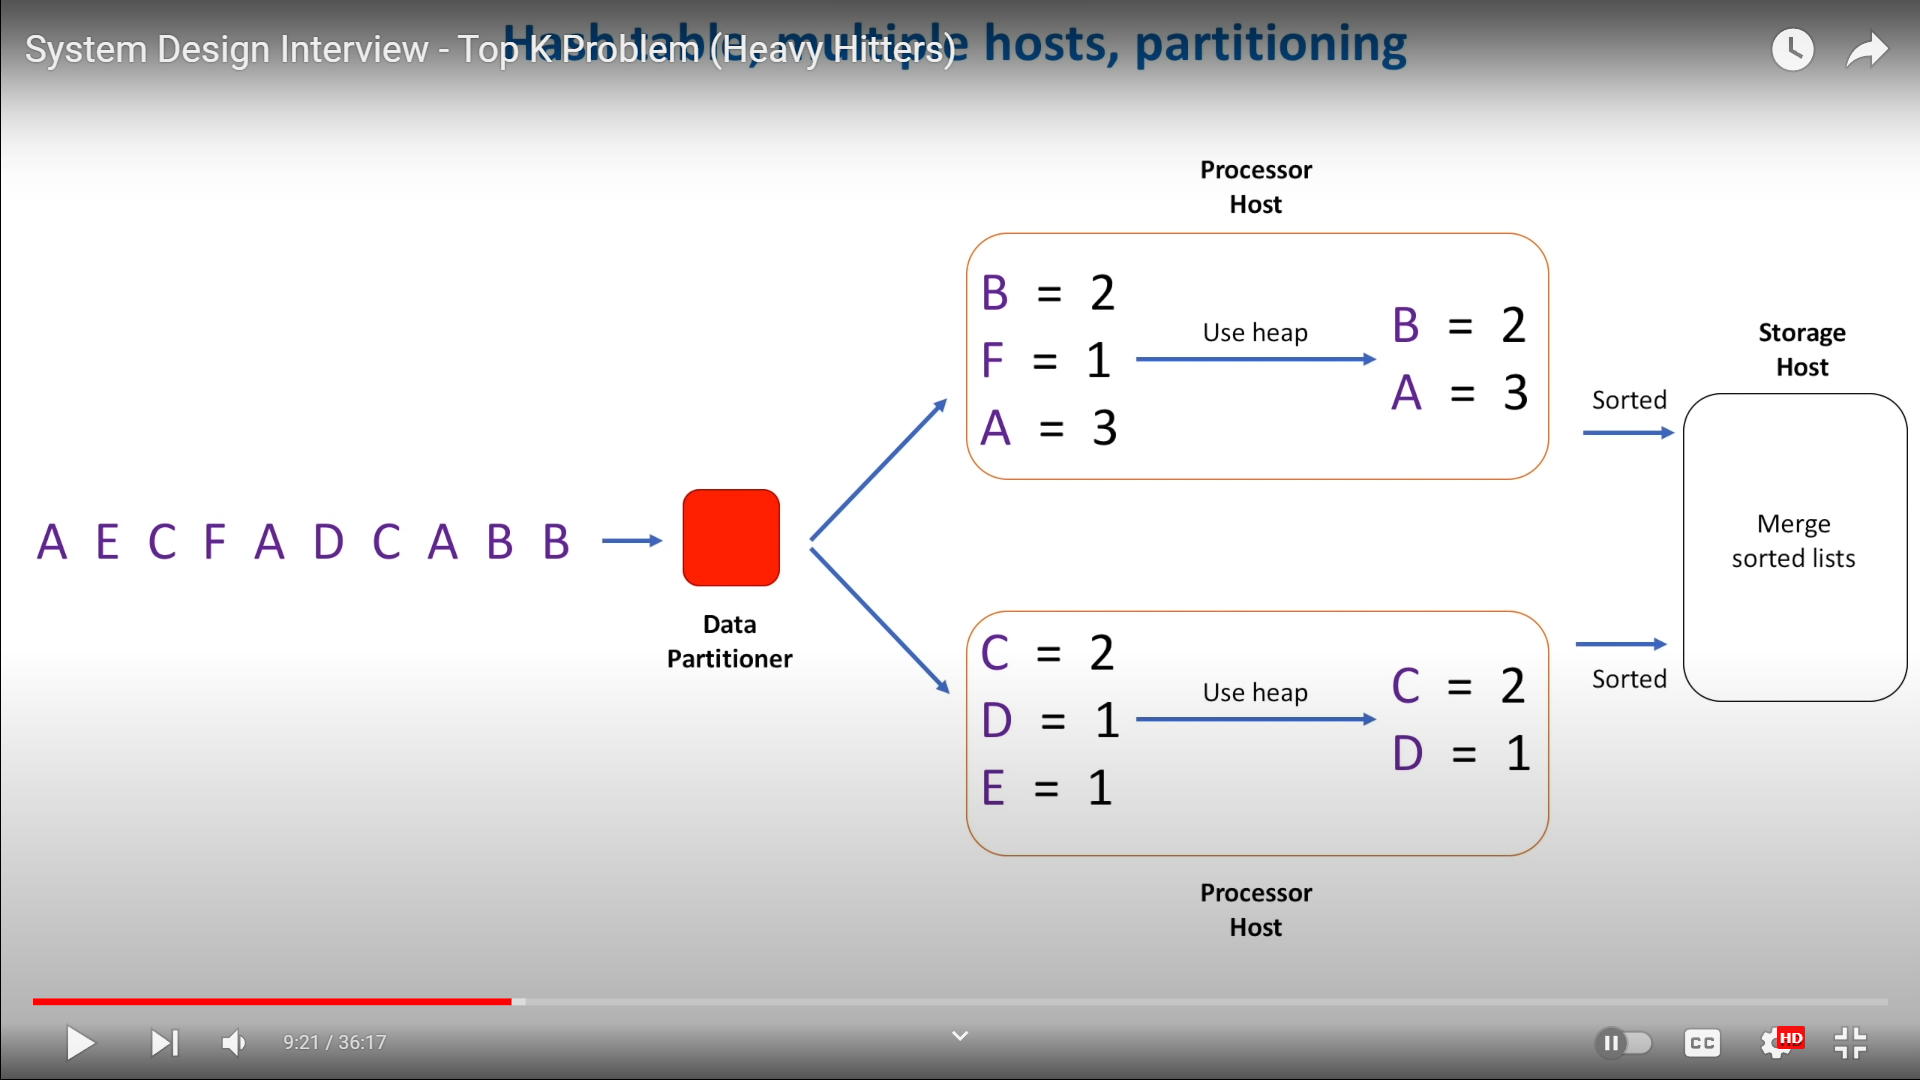 Hash table, multiple hosts, partitioning
System Design Interview - Top K Problem (Heavy Hitters)
Processor
Host
B = 2
F = 1
A = 3
Use heap
B = 2
A = 3
Sorted
Storage
Host
Merge
sorted lists
A E C F A D C A B B
Data
Partitioner
C = 2
D = 1
E = 1
Use heap
C = 2
D = 1
Sorted
Processor
Host
9:21 / 36:17
CC
HD